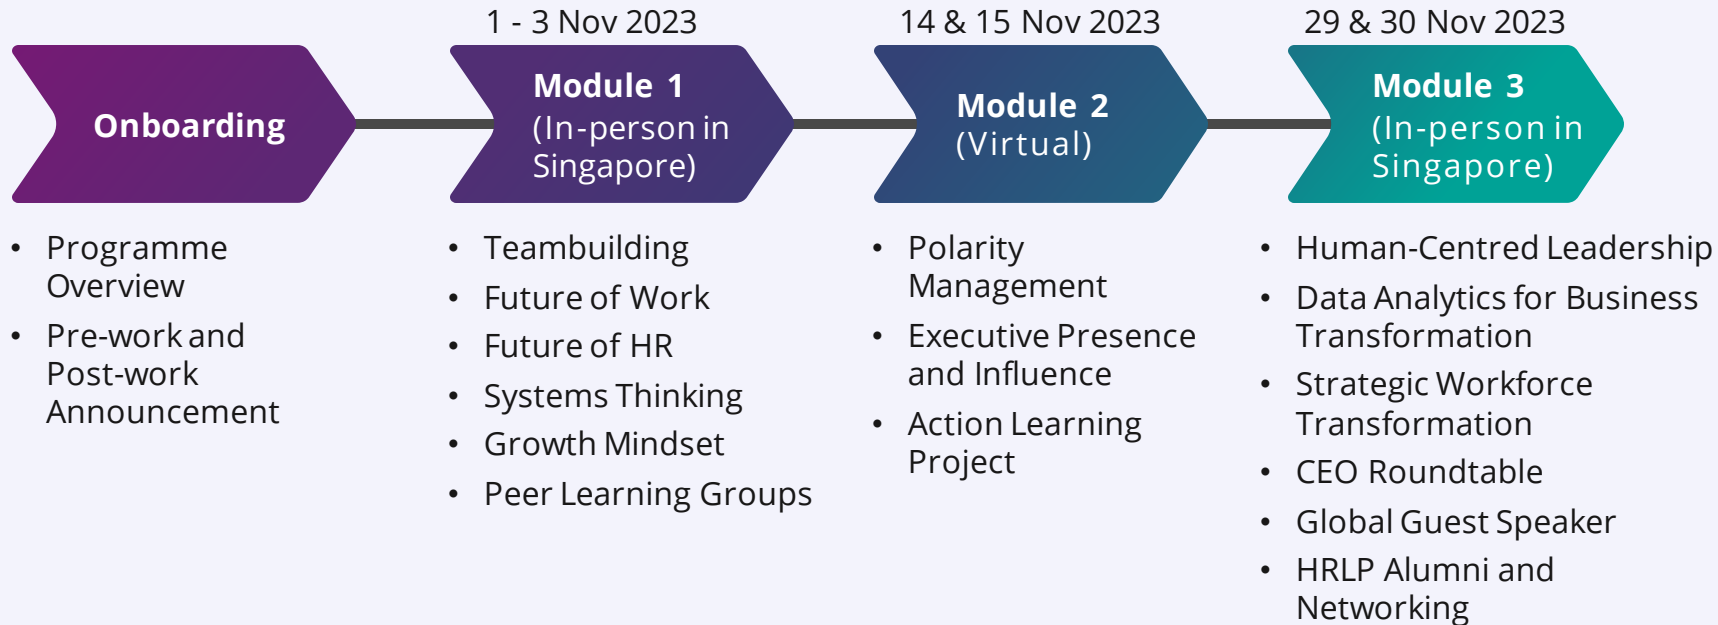 Onboarding
• Programme
Overview
• Pre-work and
Post-work
Announcement
1 - 3 Nov 2023
Module 1
(In-person in
Singapore)
• Teambuilding
• Future of Work
• Future of HR
• Systems Thinking
• Growth Mindset
• Peer Learning Groups
14 & 15 Nov 2023
Module 2
(Virtual)
• Polarity
Management
• Executive Presence
and Influence
• Action Learning
Project
29 & 30 Nov 2023
Module 3
(In-person in
Singapore)
• Human-Centred Leadership
• Data Analytics for Business
Transformation
• Strategic Workforce
Transformation
• CEO Roundtable
• Global Guest Speaker
• HRLP Alumni and
Networking